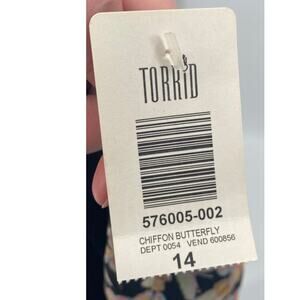 TORRID
576005-002
CHIFFON BUTTERFLY
DEPT 0054 VEND 600856
14